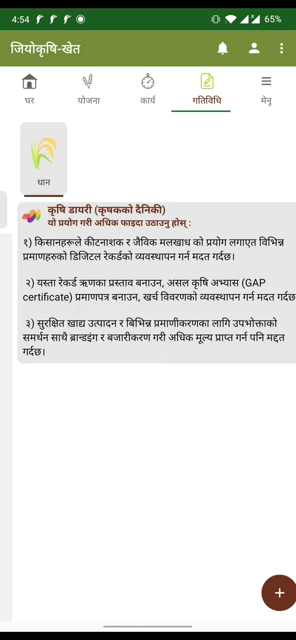 4:54
65%
जियोकृषि-खेत
घर
योजना
कार्य
गतिविधि
मेनू
धान
कृषि डायरी (कृषकको दैनिकी)
यो प्रयोग गरी अधिक फाइदा उठाउनु होस् :
१) किसानहरूले कीटनाशक र जैविक मलखाध को प्रयोग लगाएत विभिन्न
प्रमाणहरुको डिजिटल रेकर्डको व्यवस्थापन गर्न मदत गर्दछ।
२) यस्ता रेकर्ड ऋणका प्रस्ताव बनाउन, असल कृषि अभ्यास (GAP
certificate) प्रमाणपत्र बनाउन, खर्च विवरणको व्यवस्थापन गर्न मदत गर्दछ
३) सुरक्षित खाद्य उत्पादन र बिभिन्न प्रमाणीकरणका लागि उपभोक्ताको
समर्थन साथै ब्रान्डइंग र बजारीकरण गरी अधिक मूल्य प्राप्त गर्न पनि मद्दत
गर्दछ।